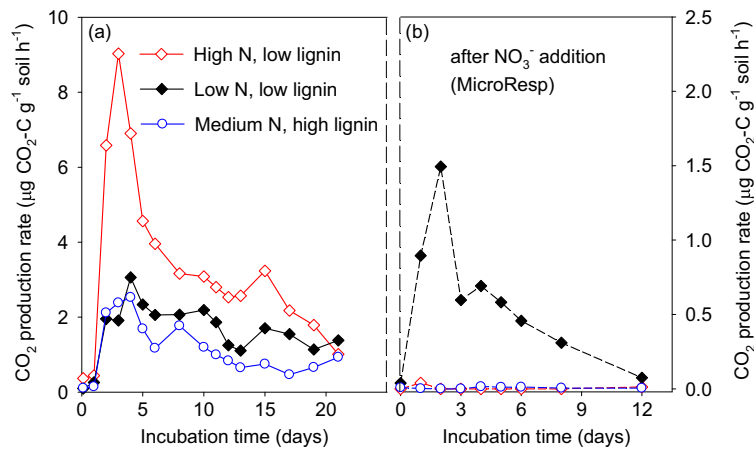 (a)
High N, low lignin
Low N, low lignin
Medium N, high lignin
CO₂ production rate (µg CO₂-C g⁻¹ soil h⁻¹)
10
8
6
4
2
0
0 5 10 15 20
Incubation time (days)
(b)
after NO₃⁻ addition
(MicroResp)
2.5
2.0
1.5
1.0
0.5
0.0
CO₂ production rate (µg CO₂-C g⁻¹ soil h⁻¹)
0 3 6 12
Incubation time (days)